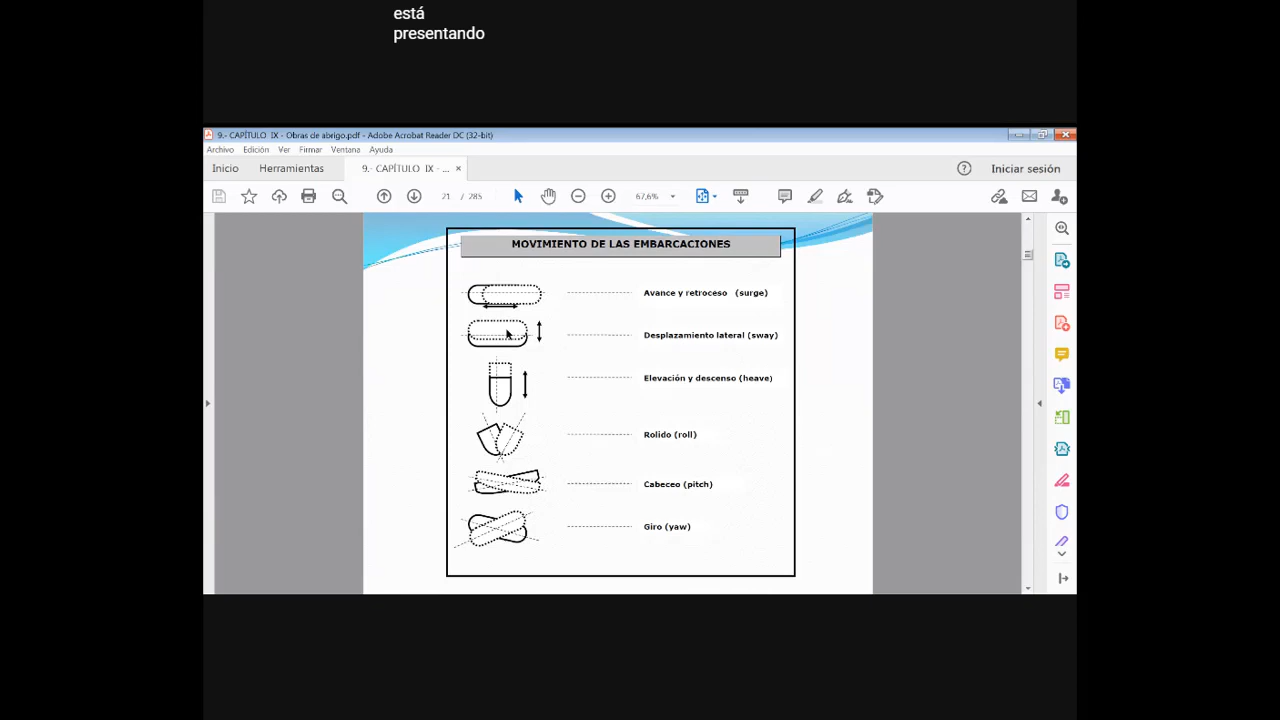 está
presentando
9.- CAPÍTULO IX - Obras de abrigo.pdf - Adobe Acrobat Reader DC (32-bit)
Archivo Edición Ver Firmar Ventana Ayuda
Inicio Herramientas 9.- CAPÍTULO IX - ... × Iniciar sesión
21 / 285 67,6%
MOVIMIENTO DE LAS EMBARCACIONES
Avance y retroceso (surge)
Desplazamiento lateral (sway)
Elevación y descenso (heave)
Rolido (roll)
Cabeceo (pitch)
Giro (yaw)